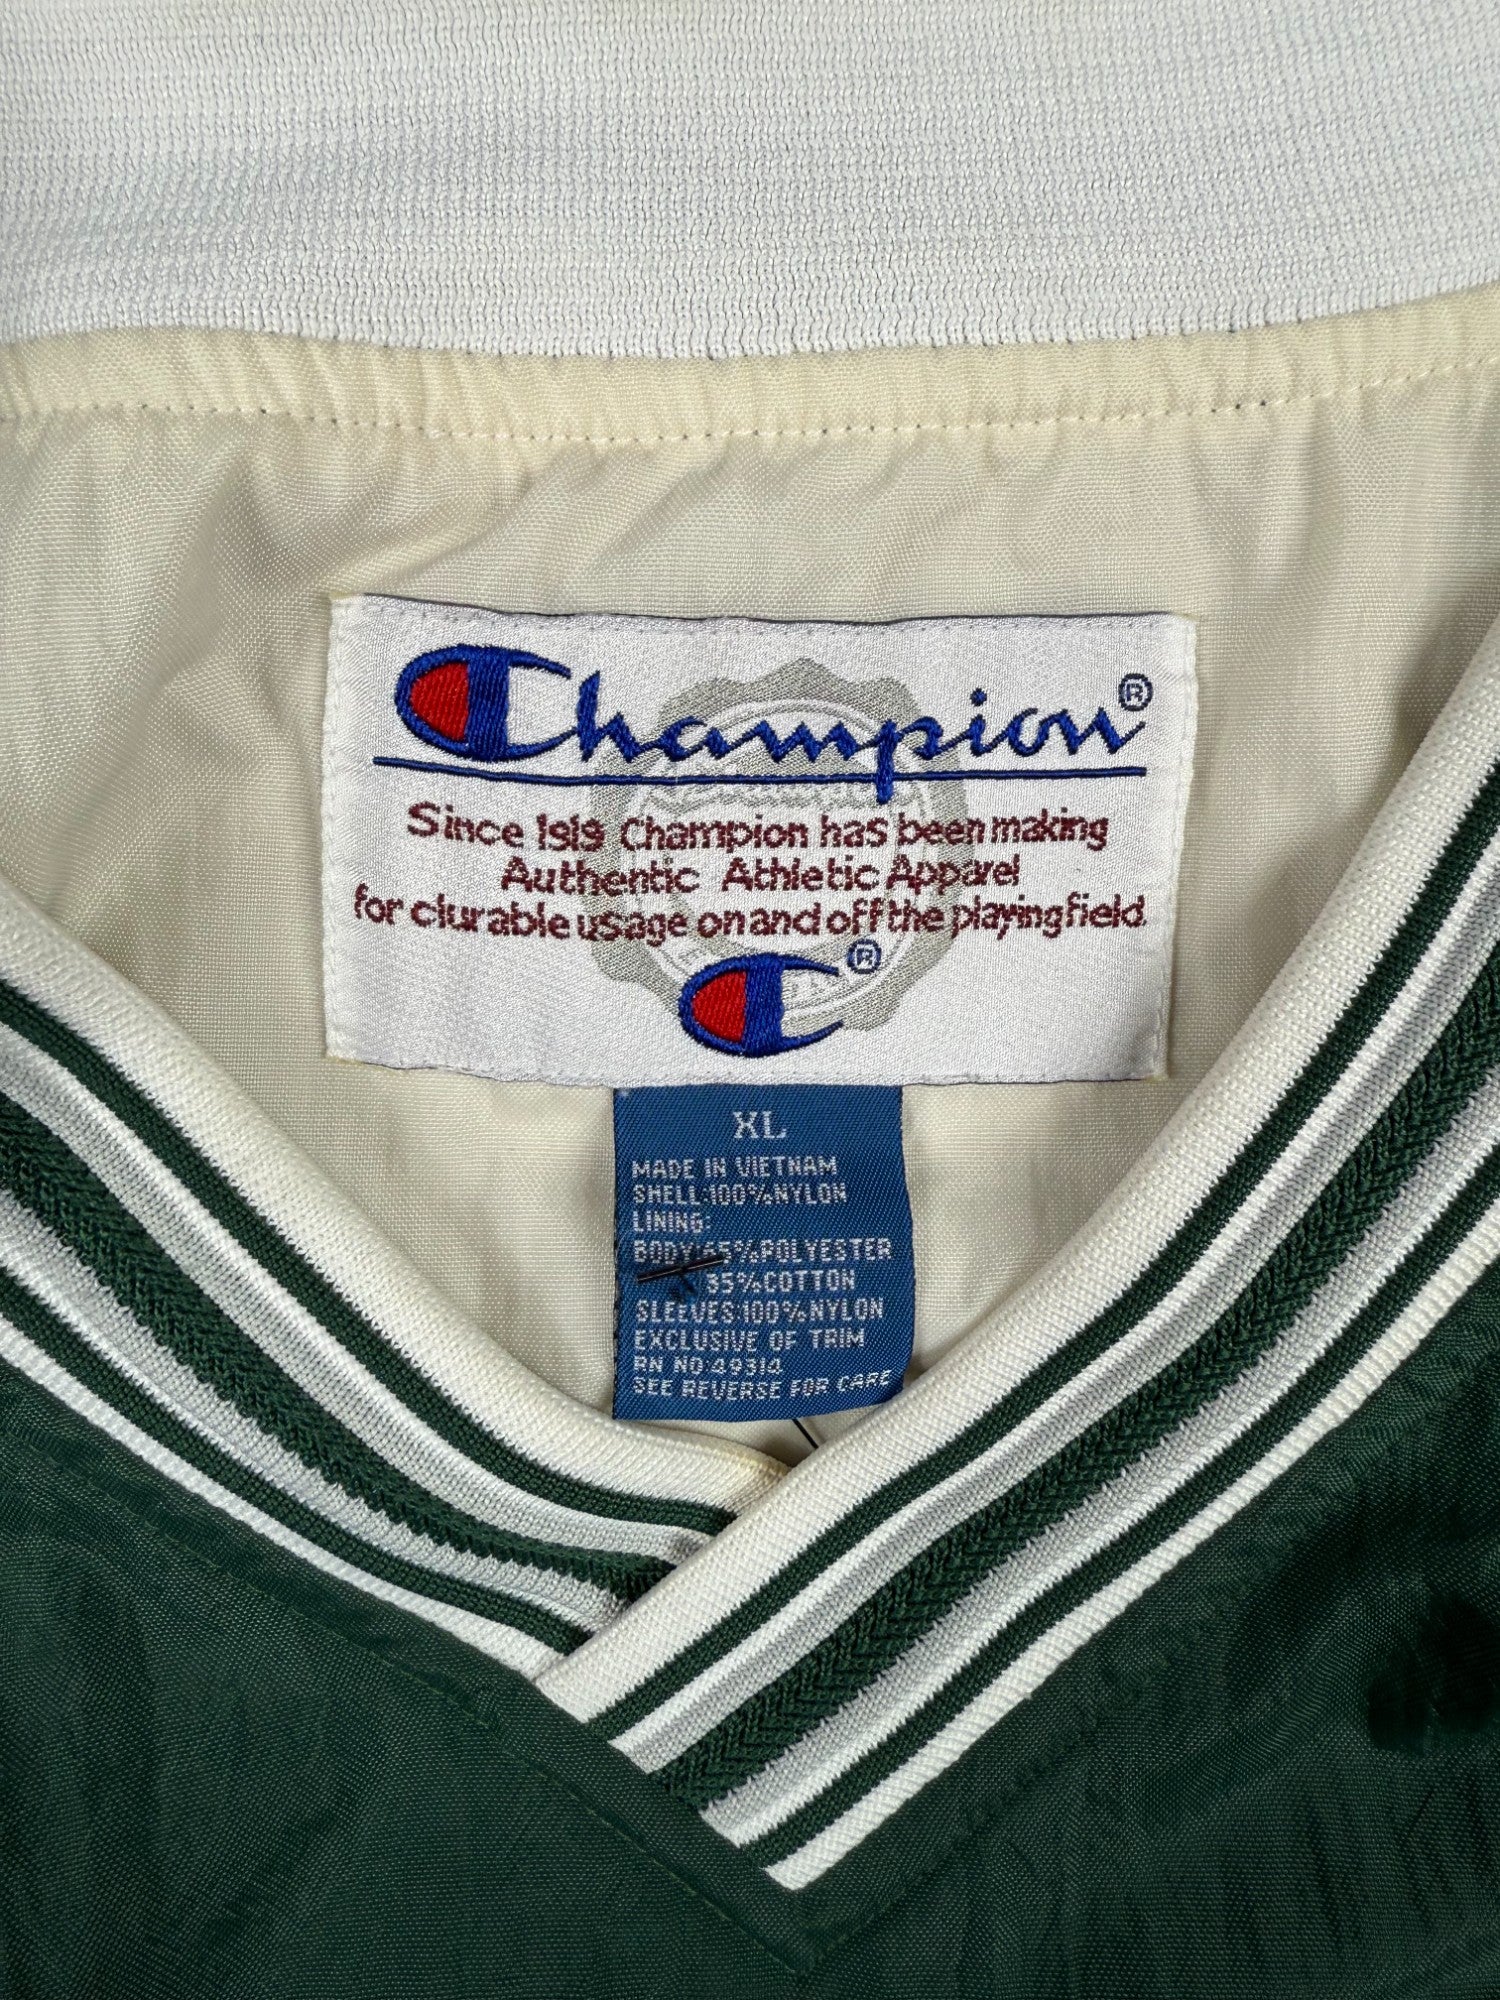 Champion®
Since 1919 Champion has been making
Authentic Athletic Apparel
for durable usage on and off the playing field.
®
XL
MADE IN VIETNAM
SHELL:100%NYLON
LINING:
BODY:65%POLYESTER
35%COTTON
SLEEVES:100%NYLON
EXCLUSIVE OF TRIM
RN NO.49314
SEE REVERSE FOR CARE